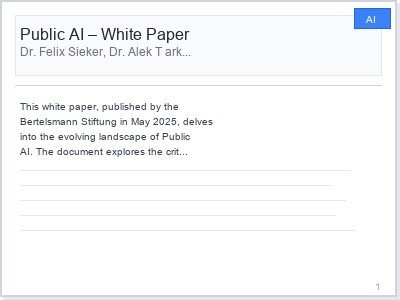 AI
Public AI – White Paper
Dr. Felix Sieker, Dr. Alek T ark...
This white paper, published by the
Bertelsmann Stiftung in May 2025, delves
into the evolving landscape of Public
AI. The document explores the crit...
1